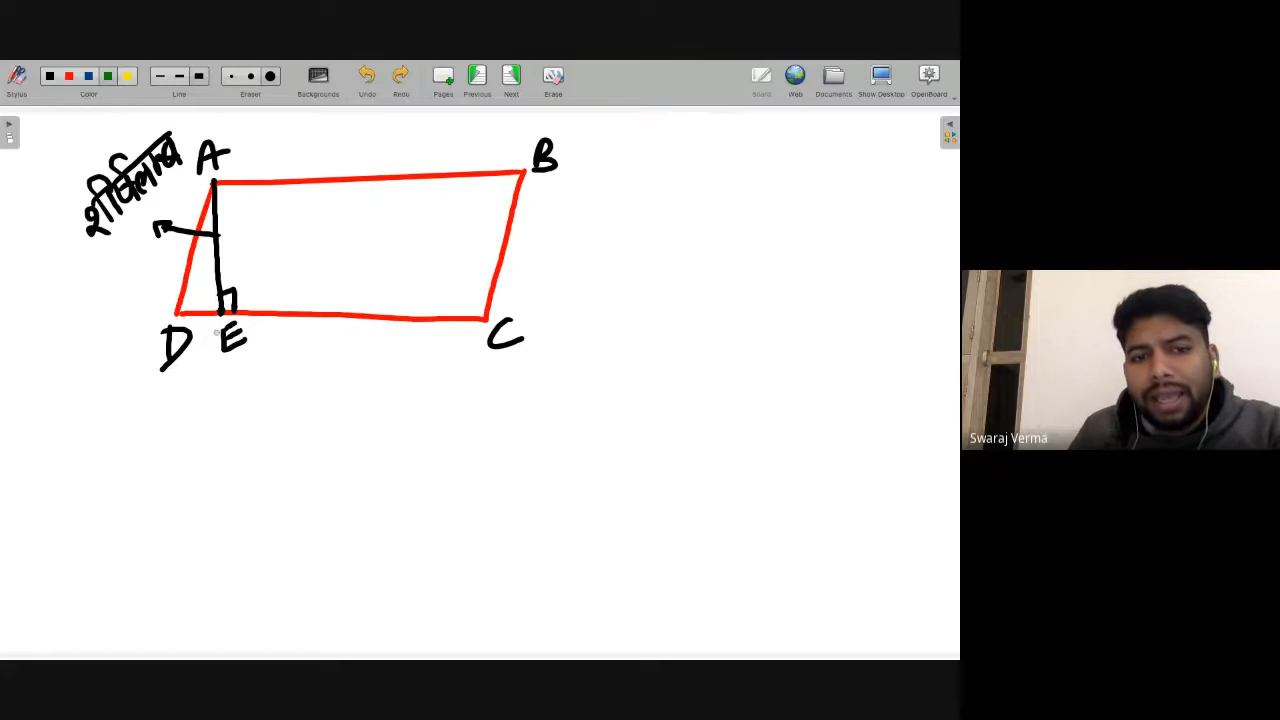 Stylus
Color
Line
Eraser
Backgrounds
Undo
Redo
Pages
Previous
Next
Erase
Board
Web
Documents
Show Desktop
OpenBoard
शीर्षलम्ब
A
B
D
E
C
Swaraj Verma